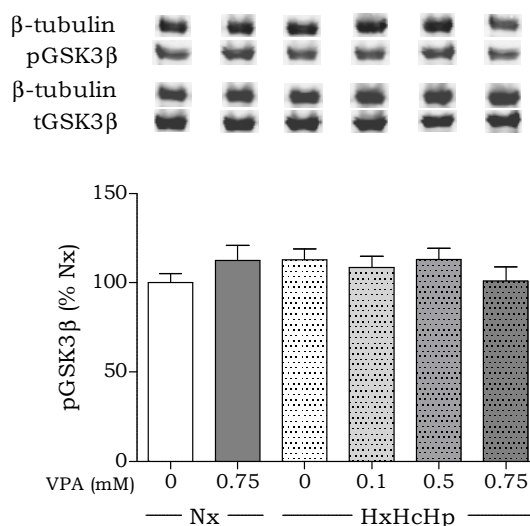 β-tubulin
pGSK3β
β-tubulin
tGSK3β
150
100
50
0
pGSK3β (% Nx)
VPA (mM) 0 0.75 0 0.1 0.5 0.75
Nx HxHcHp